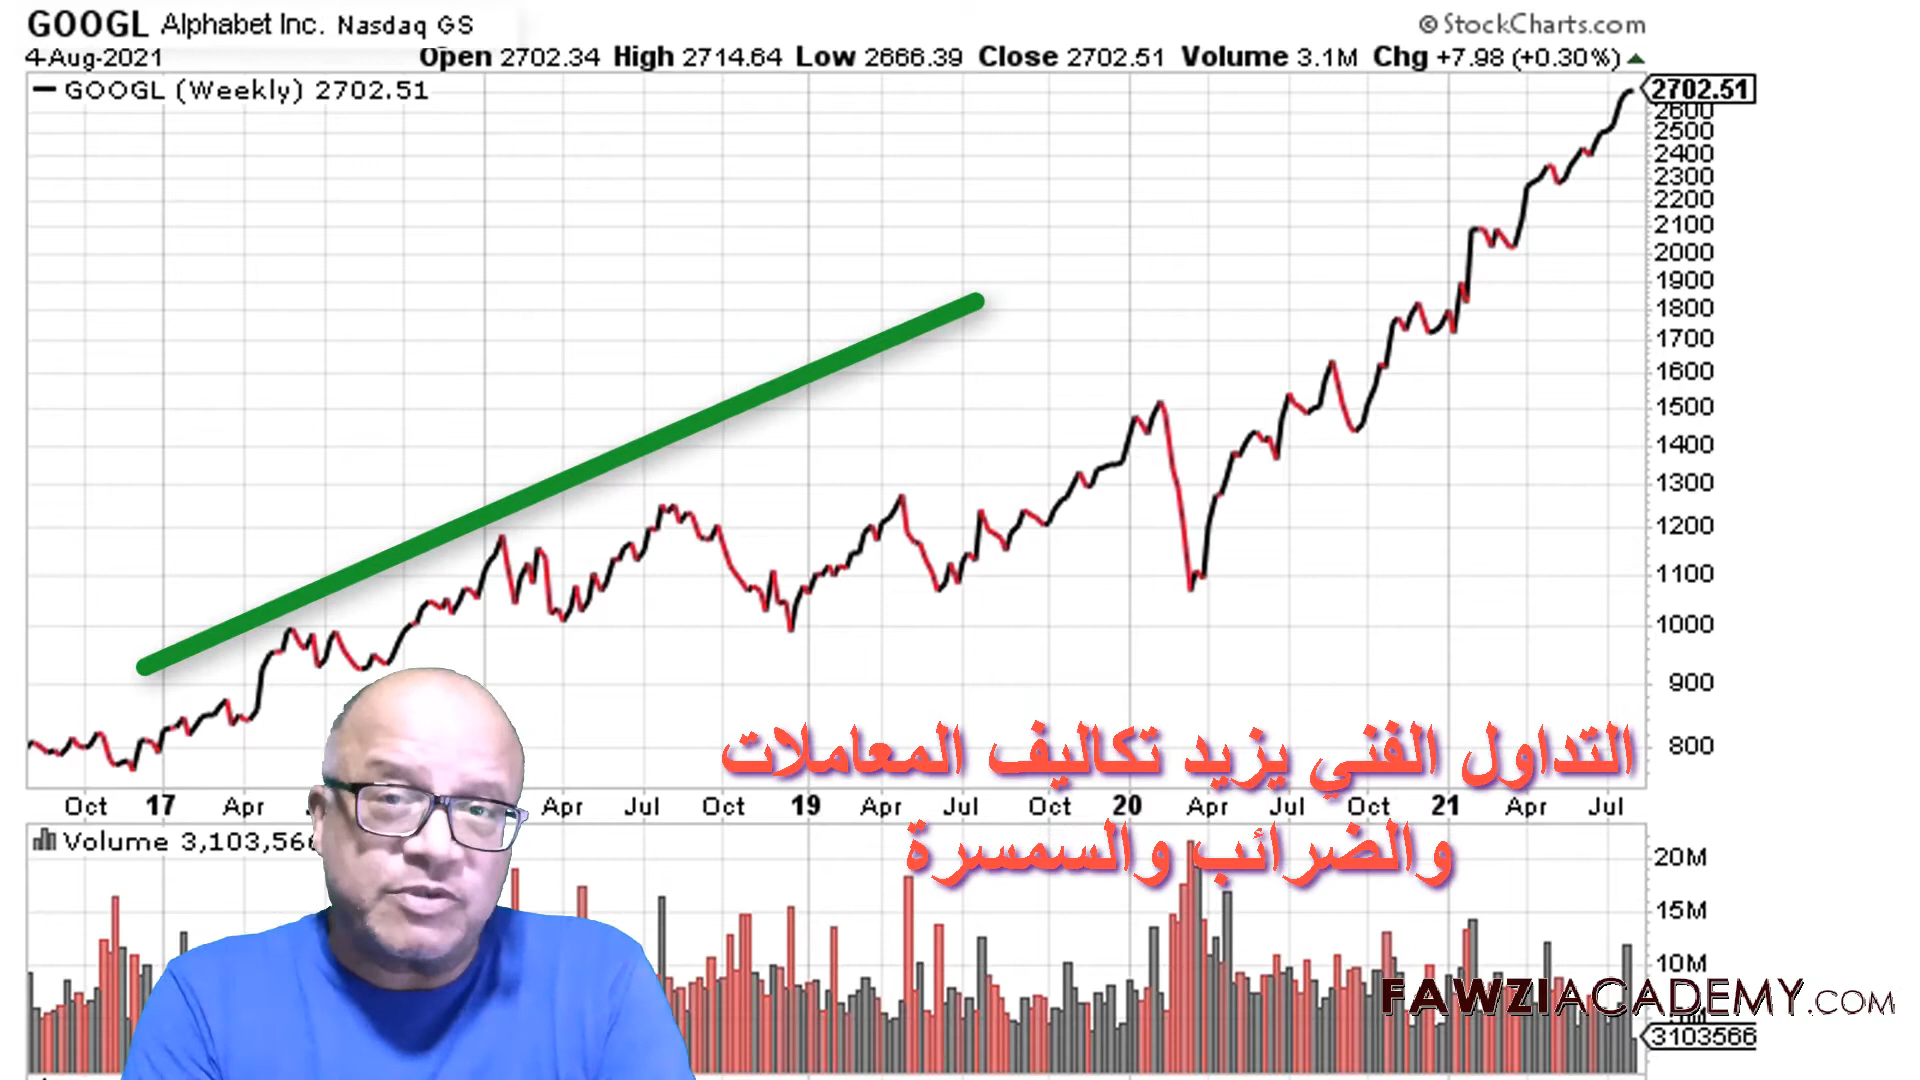 GOOGL Alphabet Inc. Nasdaq GS
© StockCharts.com
4-Aug-2021
Open 2702.34 High 2714.64 Low 2666.39 Close 2702.51 Volume 3.1M Chg +7.98 (+0.30%)
GOOGL (Weekly) 2702.51
2702.51
2600
2500
2400
2300
2200
2100
2000
1900
1800
1700
1600
1500
1400
1300
1200
1100
1000
900
800
التداول الفني يزيد تكاليف المعاملات
والضرائب والسمسرة
Oct 17 Apr Apr Jul Oct 19 Apr Jul Oct 20 Apr Jul Oct 21 Apr Jul
Volume 3,103,566
20M
15M
10M
FAWZIACADEMY.COM
3103566